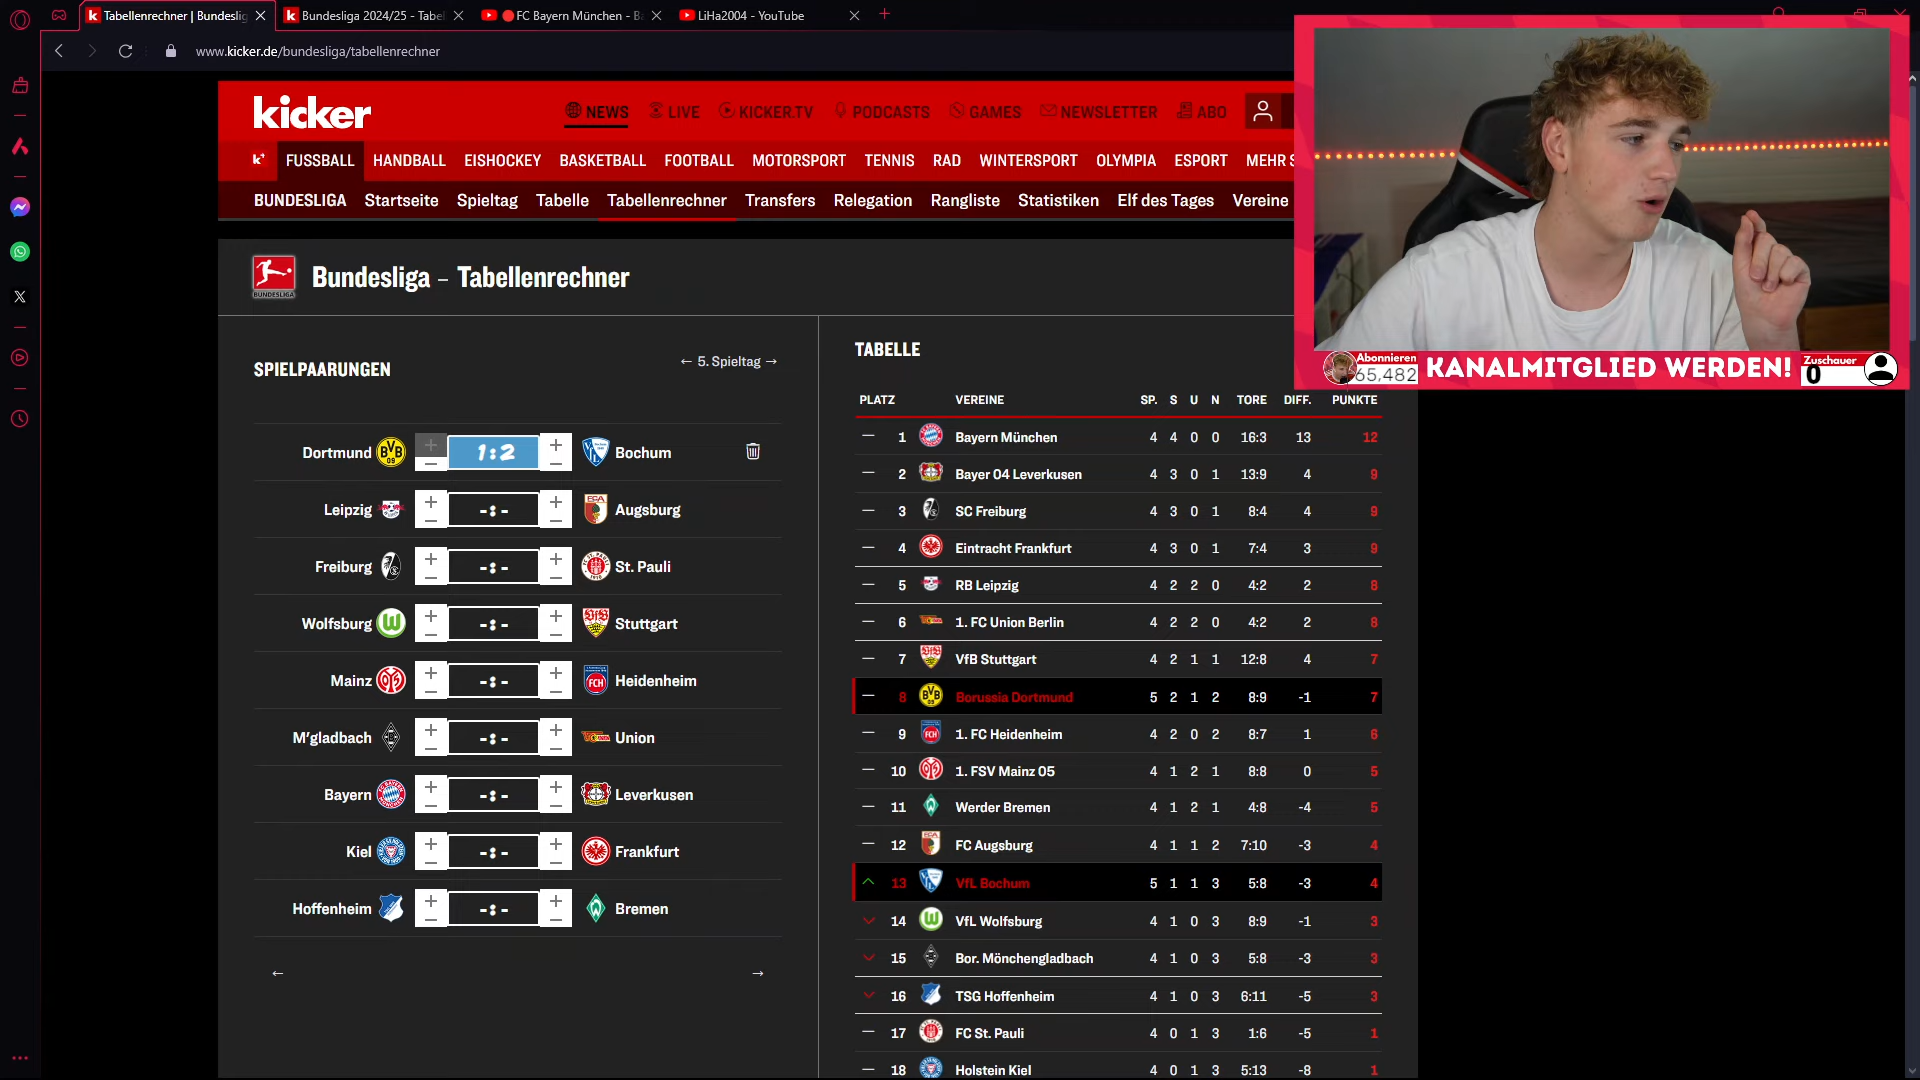 Tabellenrechner | Bundeslig
Bundesliga 2024/25 - Tabe
FC Bayern München - B
LiHa2004 - YouTube
www.kicker.de/bundesliga/tabellenrechner
kicker
NEWS LIVE KICKER.TV PODCASTS GAMES NEWSLETTER ABO
FUSSBALL HANDBALL EISHOCKEY BASKETBALL FOOTBALL MOTORSPORT TENNIS RAD WINTERSPORT OLYMPIA ESPORT MEHR S
BUNDESLIGA Startseite Spieltag Tabelle Tabellenrechner Transfers Relegation Rangliste Statistiken Elf des Tages Vereine
BUNDESLIGA
Bundesliga – Tabellenrechner
SPIELPAARUNGEN
← 5. Spieltag →
Dortmund 1:2 Bochum
Leipzig -:- Augsburg
Freiburg -:- St. Pauli
Wolfsburg -:- Stuttgart
Mainz -:- Heidenheim
M'gladbach -:- Union
Bayern -:- Leverkusen
Kiel -:- Frankfurt
Hoffenheim -:- Bremen
← →
TABELLE
PLATZ VEREINE SP. S U N TORE DIFF. PUNKTE
1 Bayern München 4 4 0 0 16:3 13 12
2 Bayer 04 Leverkusen 4 3 0 1 13:9 4 9
3 SC Freiburg 4 3 0 1 8:4 4 9
4 Eintracht Frankfurt 4 3 0 1 7:4 3 9
5 RB Leipzig 4 2 2 0 4:2 2 8
6 1. FC Union Berlin 4 2 2 0 4:2 2 8
7 VfB Stuttgart 4 2 1 1 12:8 4 7
8 Borussia Dortmund 5 2 1 2 8:9 -1 7
9 1. FC Heidenheim 4 2 0 2 8:7 1 6
10 1. FSV Mainz 05 4 1 2 1 8:8 0 5
11 Werder Bremen 4 1 2 1 4:8 -4 5
12 FC Augsburg 4 1 1 2 7:10 -3 4
13 VfL Bochum 5 1 1 3 5:8 -3 4
14 VfL Wolfsburg 4 1 0 3 8:9 -1 3
15 Bor. Mönchengladbach 4 1 0 3 5:8 -3 3
16 TSG Hoffenheim 4 1 0 3 6:11 -5 3
17 FC St. Pauli 4 0 1 3 1:6 -5 1
18 Holstein Kiel 4 0 1 3 5:13 -8 1
Abonnieren
65,482
KANALMITGLIED WERDEN!
Zuschauer
0